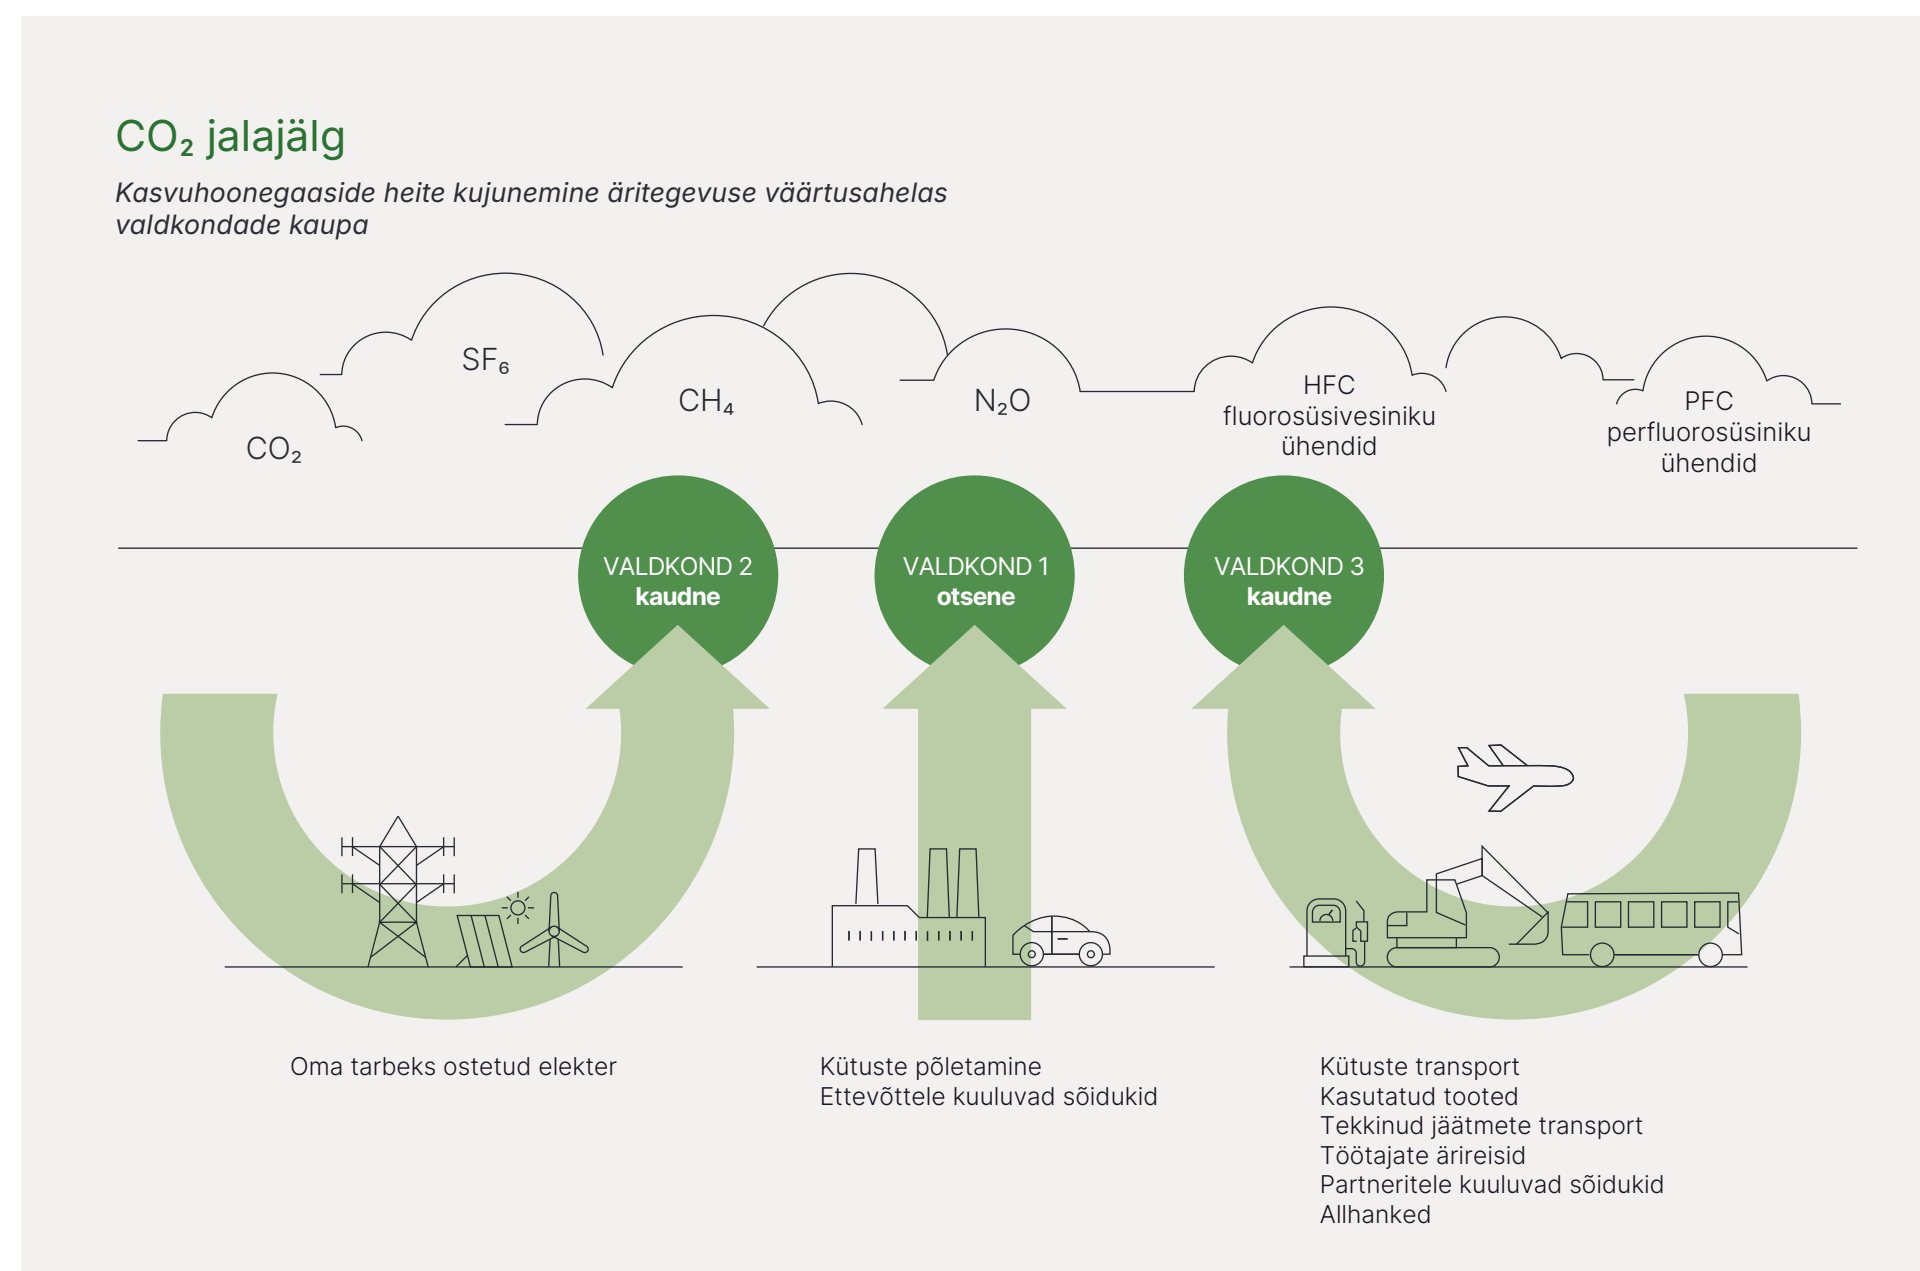 CO₂ jalajälg
Kasvuhoonegaaside heite kujunemine äritegevuse väärtusahelas
valdkondade kaupa
CO₂
SF₆
CH₄
N₂O
HFC
fluorosüsivesiniku
ühendid
PFC
perfluorosüsiniku
ühendid
VALDKOND 2
kaudne
VALDKOND 1
otsene
VALDKOND 3
kaudne
Oma tarbeks ostetud elekter
Kütuste põletamine
Ettevõttele kuuluvad sõidukid
Kütuste transport
Kasutatud tooted
Tekkinud jäätmete transport
Töötajate ärireisid
Partneritele kuuluvad sõidukid
Allhanked